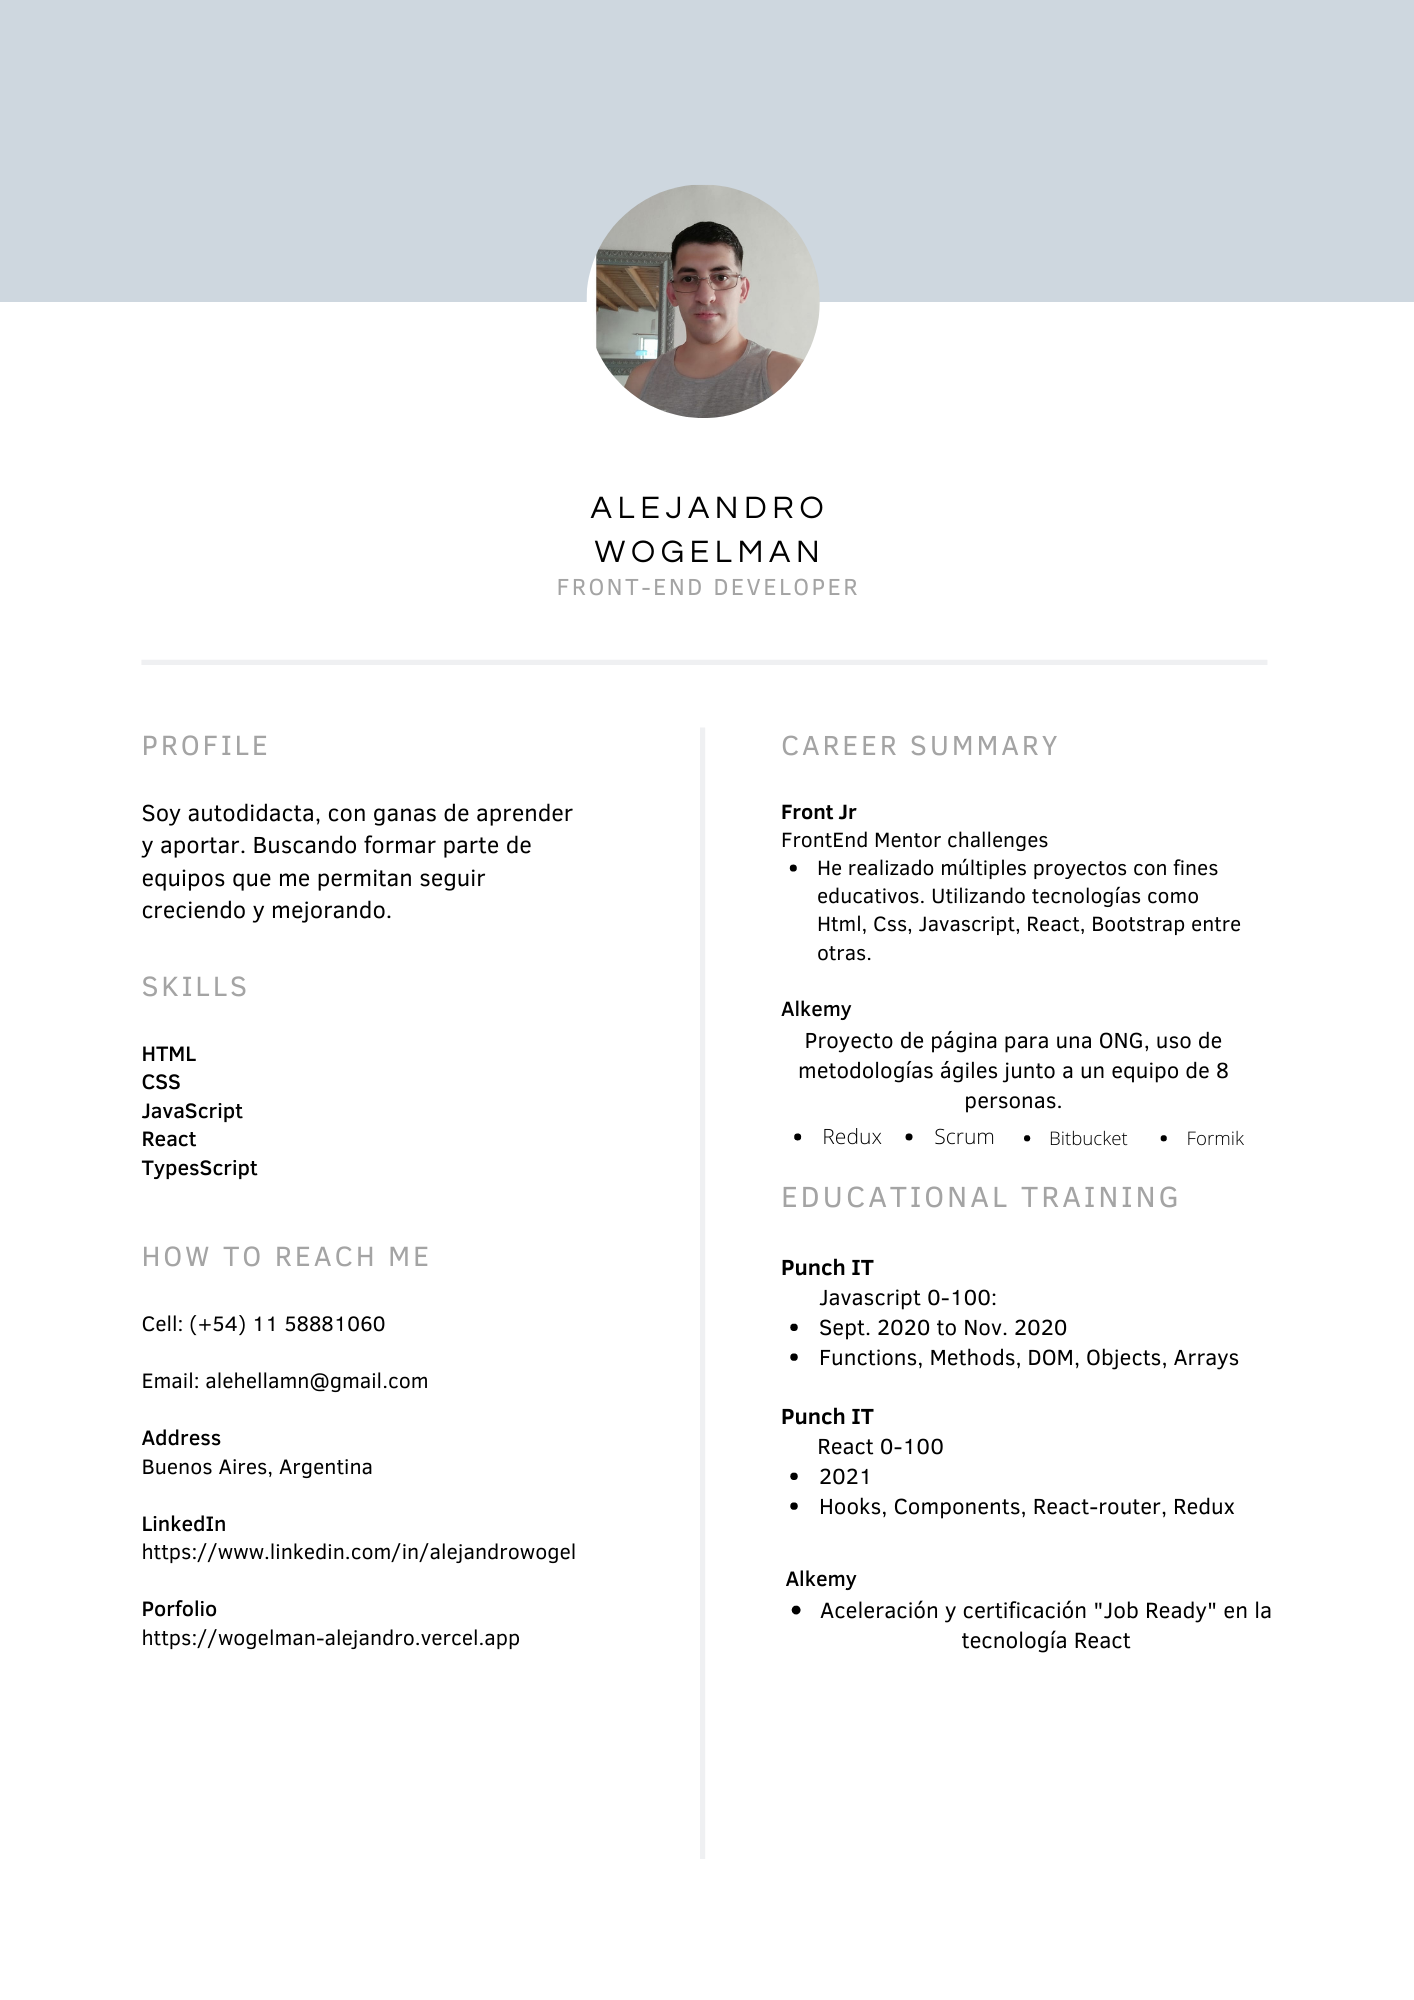 ALEJANDRO
WOGELMAN
FRONT-END DEVELOPER
PROFILE
Soy autodidacta, con ganas de aprender
y aportar. Buscando formar parte de
equipos que me permitan seguir
creciendo y mejorando.
SKILLS
HTML
CSS
JavaScript
React
TypesScript
HOW TO REACH ME
Cell: (+54) 11 58881060
Email: alehellamn@gmail.com
Address
Buenos Aires, Argentina
LinkedIn
https://www.linkedin.com/in/alejandrowogel
Porfolio
https://wogelman-alejandro.vercel.app
CAREER SUMMARY
Front Jr
FrontEnd Mentor challenges
• He realizado múltiples proyectos con fines
educativos. Utilizando tecnologías como
Html, Css, Javascript, React, Bootstrap entre
otras.
Alkemy
Proyecto de página para una ONG, uso de
metodologías ágiles junto a un equipo de 8
personas.
• Redux • Scrum • Bitbucket • Formik
EDUCATIONAL TRAINING
Punch IT
Javascript 0-100:
• Sept. 2020 to Nov. 2020
• Functions, Methods, DOM, Objects, Arrays
Punch IT
React 0-100
• 2021
• Hooks, Components, React-router, Redux
Alkemy
• Aceleración y certificación "Job Ready" en la
tecnología React